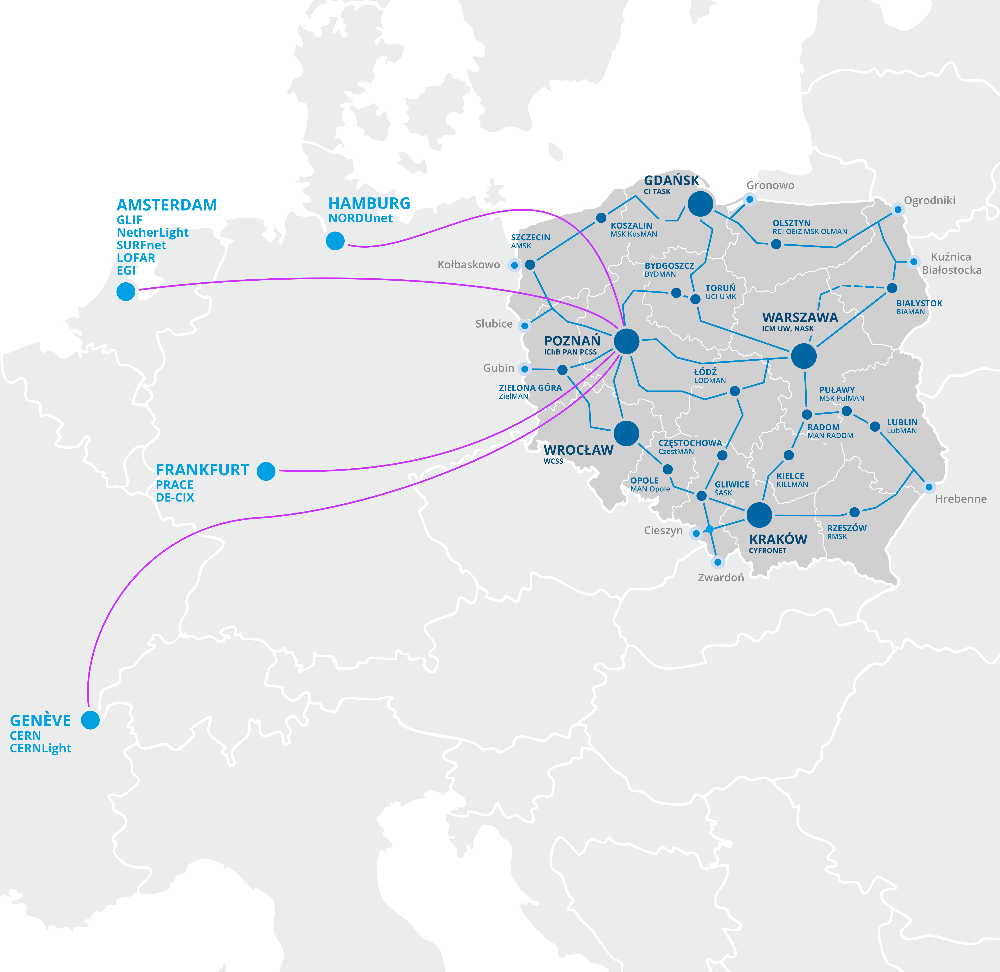 GDAŃSK
CI TASK
Gronowo
Ogrodniki
AMSTERDAM
GLIF
NetherLight
SURFnet
LOFAR
EGI
HAMBURG
NORDUnet
KOSZALIN
MSK KosMAN
OLSZTYN
RCI OEiZ MSK OLMAN
SZCZECIN
AMSK
Kołbaskowo
Kuźnica
Białostocka
BYDGOSZCZ
BYDMAN
TORUŃ
UCI UMK
BIAŁYSTOK
BIAMAN
Słubice
WARSZAWA
ICM UW, NASK
POZNAŃ
IChB PAN PCSS
Gubin
ŁÓDŹ
LODMAN
ZIELONA GÓRA
ZielMAN
PUŁAWY
MSK PulMAN
RADOM
MAN RADOM
LUBLIN
LubMAN
WROCŁAW
WCSS
CZĘSTOCHOWA
CzestMAN
FRANKFURT
PRACE
DE-CIX
OPOLE
MAN Opole
GLIWICE
ŚASK
KIELCE
KIELMAN
Hrebenne
Cieszyn
KRAKÓW
CYFRONET
RZESZÓW
RMSK
Zwardoń
GENÈVE
CERN
CERNLight